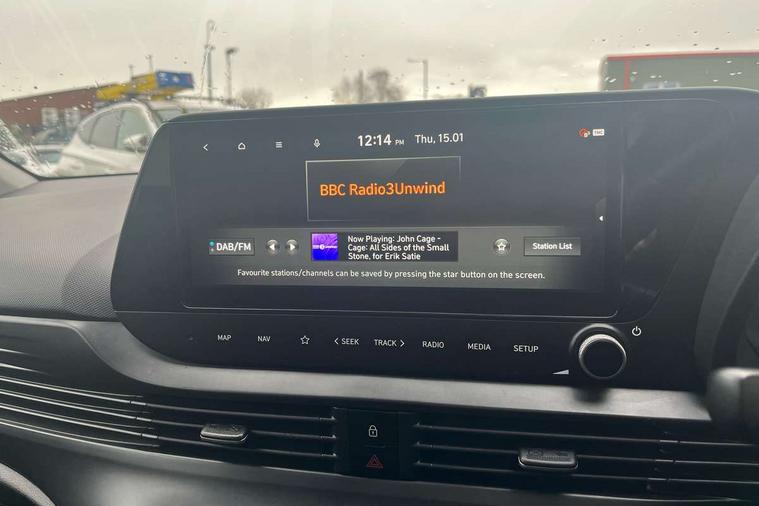 12:14 PM Thu, 15.01
TMC
BBC Radio3Unwind
DAB/FM
Now Playing: John Cage -
Cage: All Sides of the Small
Stone, for Erik Satie
Station List
Favourite stations/channels can be saved by pressing the star button on the screen.
MAP NAV < SEEK TRACK > RADIO MEDIA SETUP